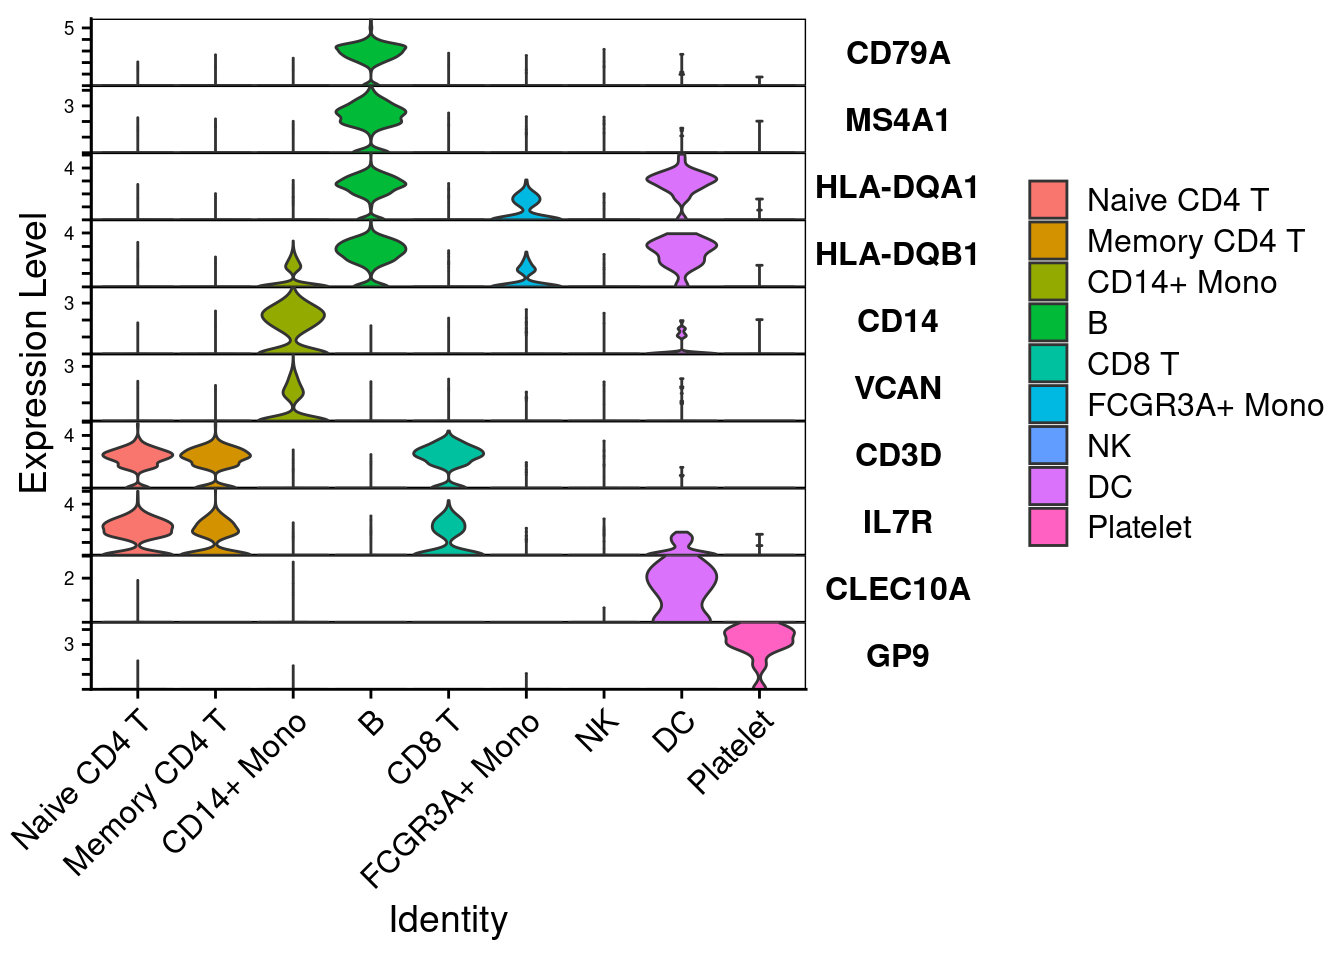 Expression Level
5
CD79A
3
MS4A1
4
HLA-DQA1
4
HLA-DQB1
3
CD14
3
VCAN
4
CD3D
4
IL7R
2
CLEC10A
3
GP9
Naive CD4 T
Memory CD4 T
CD14+ Mono
B
CD8 T
FCGR3A+ Mono
NK
DC
Platelet
Identity
Naive CD4 T
Memory CD4 T
CD14+ Mono
B
CD8 T
FCGR3A+ Mono
NK
DC
Platelet